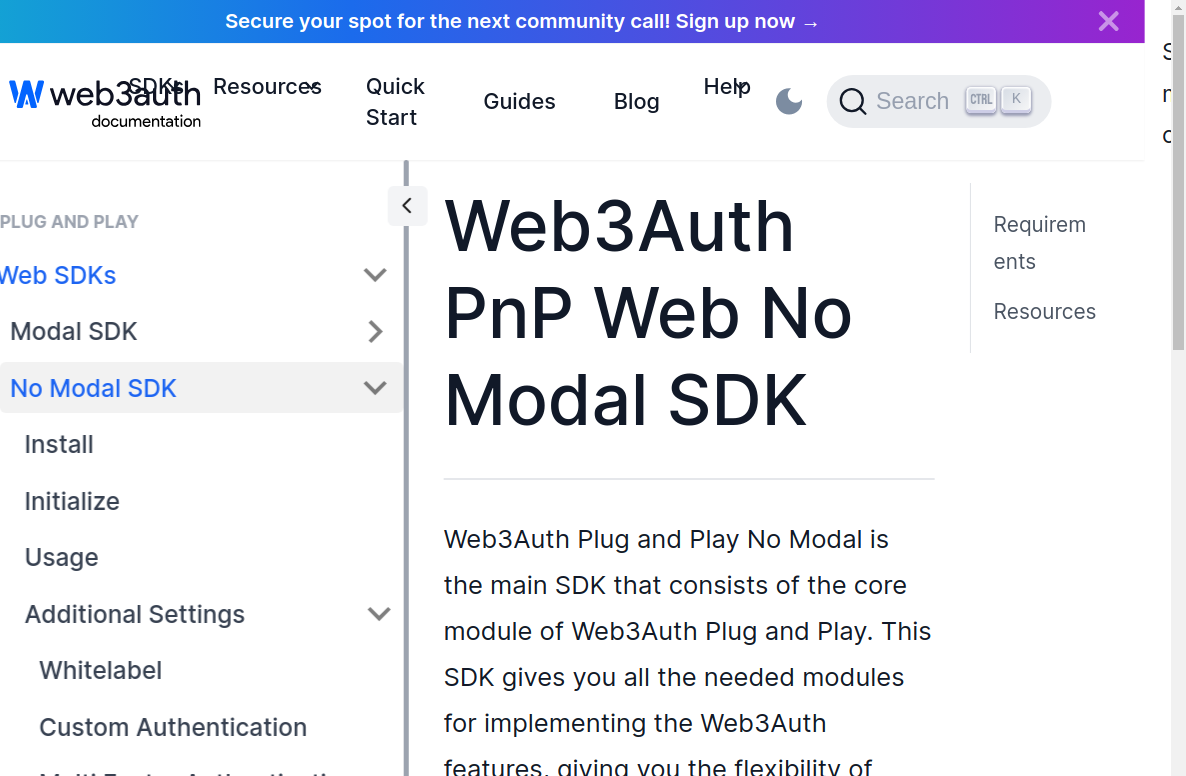 Secure your spot for the next community call! Sign up now →
web3auth
documentation
SDKs
Resources
Quick
Start
Guides
Blog
Help
Search
CTRL
K
PLUG AND PLAY
Web SDKs
Modal SDK
No Modal SDK
Install
Initialize
Usage
Additional Settings
Whitelabel
Custom Authentication
Web3Auth
PnP Web No
Modal SDK
Web3Auth Plug and Play No Modal is
the main SDK that consists of the core
module of Web3Auth Plug and Play. This
SDK gives you all the needed modules
for implementing the Web3Auth
features, giving you the flexibility of
Requirem
ents
Resources